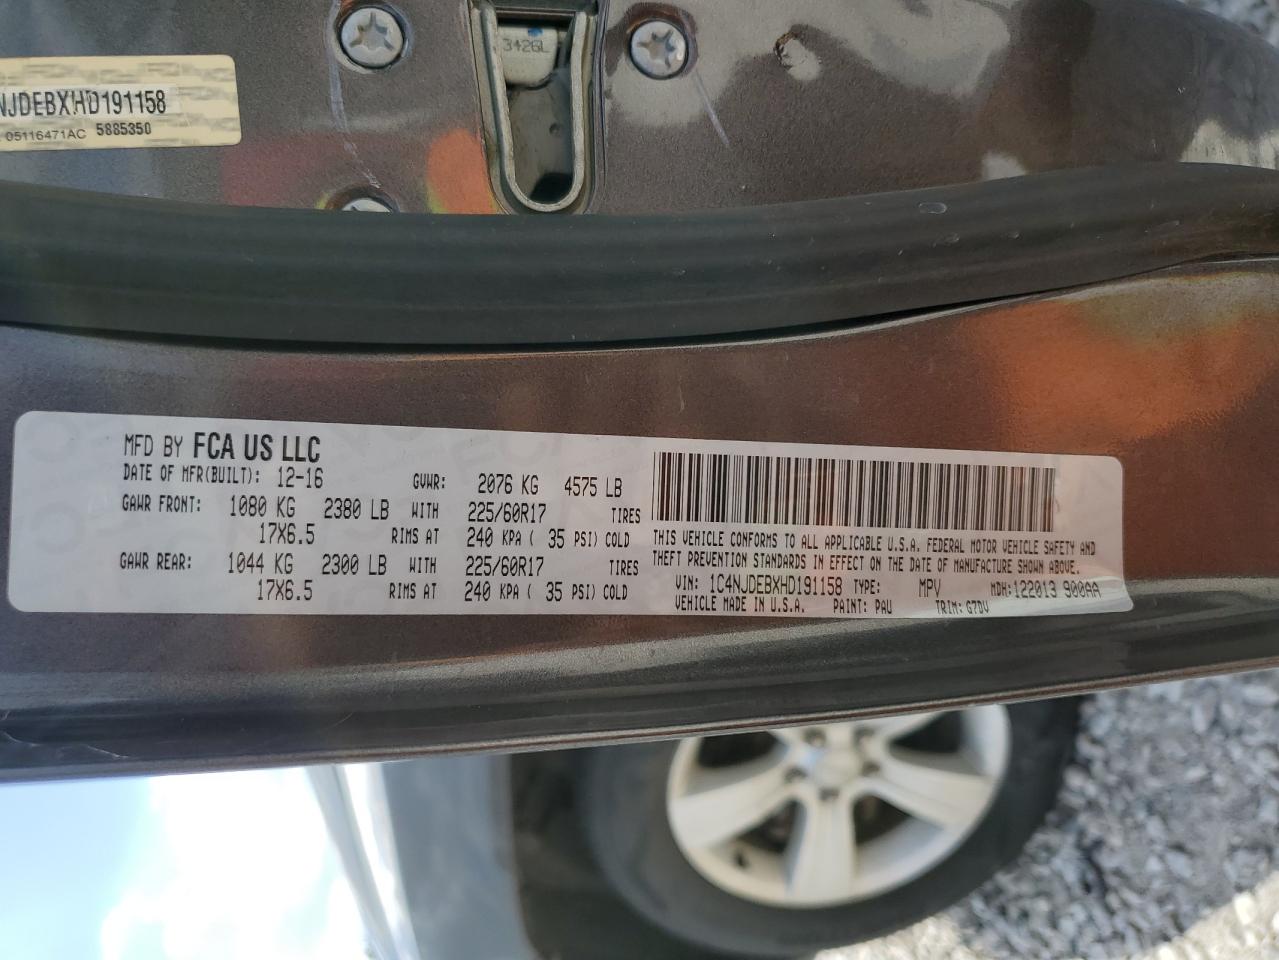 3426L
NJDEBXHD191158
05116471AC 5885350
MFD BY FCA US LLC
DATE OF MFR(BUILT): 12-16 GVWR: 2076 KG 4575 LB
GAWR FRONT: 1080 KG 2380 LB WITH 225/60R17 TIRES
17X6.5 RIMS AT 240 KPA ( 35 PSI) COLD
GAWR REAR: 1044 KG 2300 LB WITH 225/60R17 TIRES
17X6.5 RIMS AT 240 KPA ( 35 PSI) COLD
THIS VEHICLE CONFORMS TO ALL APPLICABLE U.S.A. FEDERAL MOTOR VEHICLE SAFETY AND
THEFT PREVENTION STANDARDS IN EFFECT ON THE DATE OF MANUFACTURE SHOWN ABOVE.
VIN: 1C4NJDEBXHD191158 TYPE: MPV MDH:122013 900AA
VEHICLE MADE IN U.S.A. PAINT: PAU TRIM: G7DV